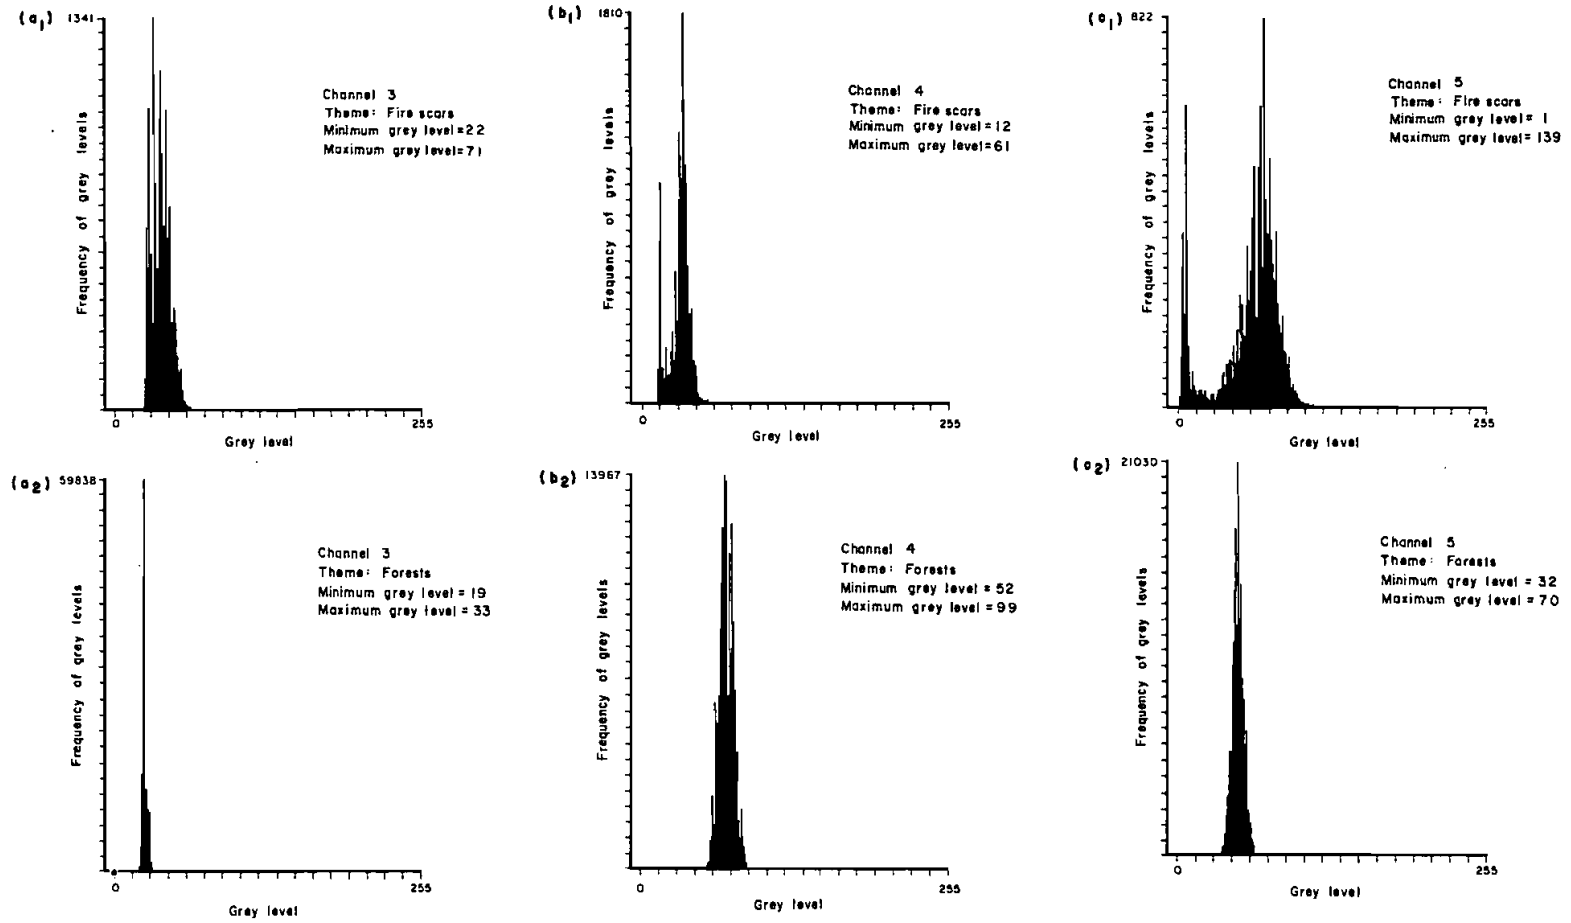 (a1) 1341
Channel 3
Theme: Fire scars
Minimum grey level=22
Maximum grey level=71
Frequency of grey levels
0 255
Grey level
(b1) 1810
Channel 4
Theme: Fire scars
Minimum grey level=12
Maximum grey level=61
Frequency of grey levels
0 255
Grey level
(c1) 822
Channel 5
Theme: Fire scars
Minimum grey level= 1
Maximum grey level= 139
Frequency of grey levels
0 255
Grey level
(a2) 59838
Channel 3
Theme: Forests
Minimum grey level = 19
Maximum grey level = 33
Frequency of grey levels
0 255
Grey level
(b2) 13967
Channel 4
Theme: Forests
Minimum grey level = 52
Maximum grey level = 99
Frequency of grey levels
0 255
Grey level
(c2) 21030
Channel 5
Theme: Forests
Minimum grey level = 32
Maximum grey level = 70
Frequency of grey levels
0 255
Grey level